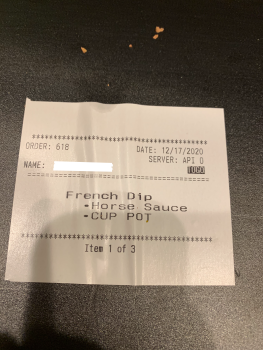 ************************************
ORDER: 618 DATE: 12/17/2020
SERVER: API O
NAME: TOGO
************************************
French Dip
-Horse Sauce
-CUP POT
************************************
Item 1 of 3